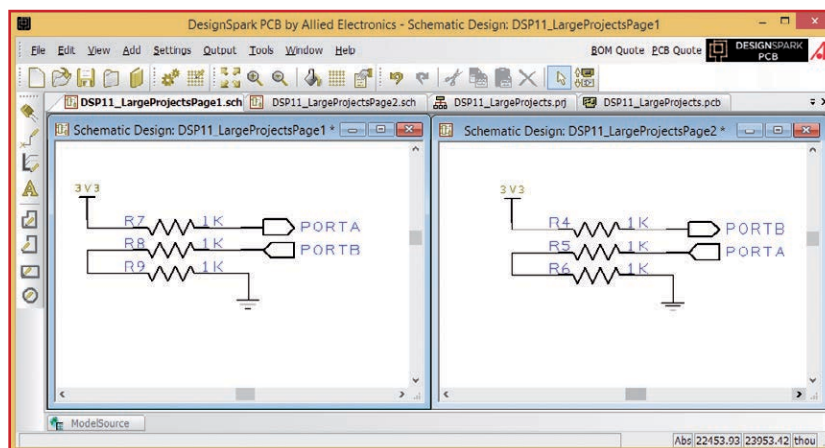 DesignSpark PCB by Allied Electronics - Schematic Design: DSP11_LargeProjectsPage1
File Edit View Add Settings Output Tools Window Help
BOM Quote PCB Quote DESIGNSPARK PCB
DSP11_LargeProjectsPage1.sch DSP11_LargeProjectsPage2.sch DSP11_LargeProjects.prj DSP11_LargeProjects.pcb
Schematic Design: DSP11_LargeProjectsPage1 *
3V3
R7 1K PORTA
R8 1K PORTB
R9 1K
Schematic Design: DSP11_LargeProjectsPage2 *
3V3
R4 1K PORTB
R5 1K PORTA
R6 1K
ModelSource
Abs 22453.93 23953.42 thou